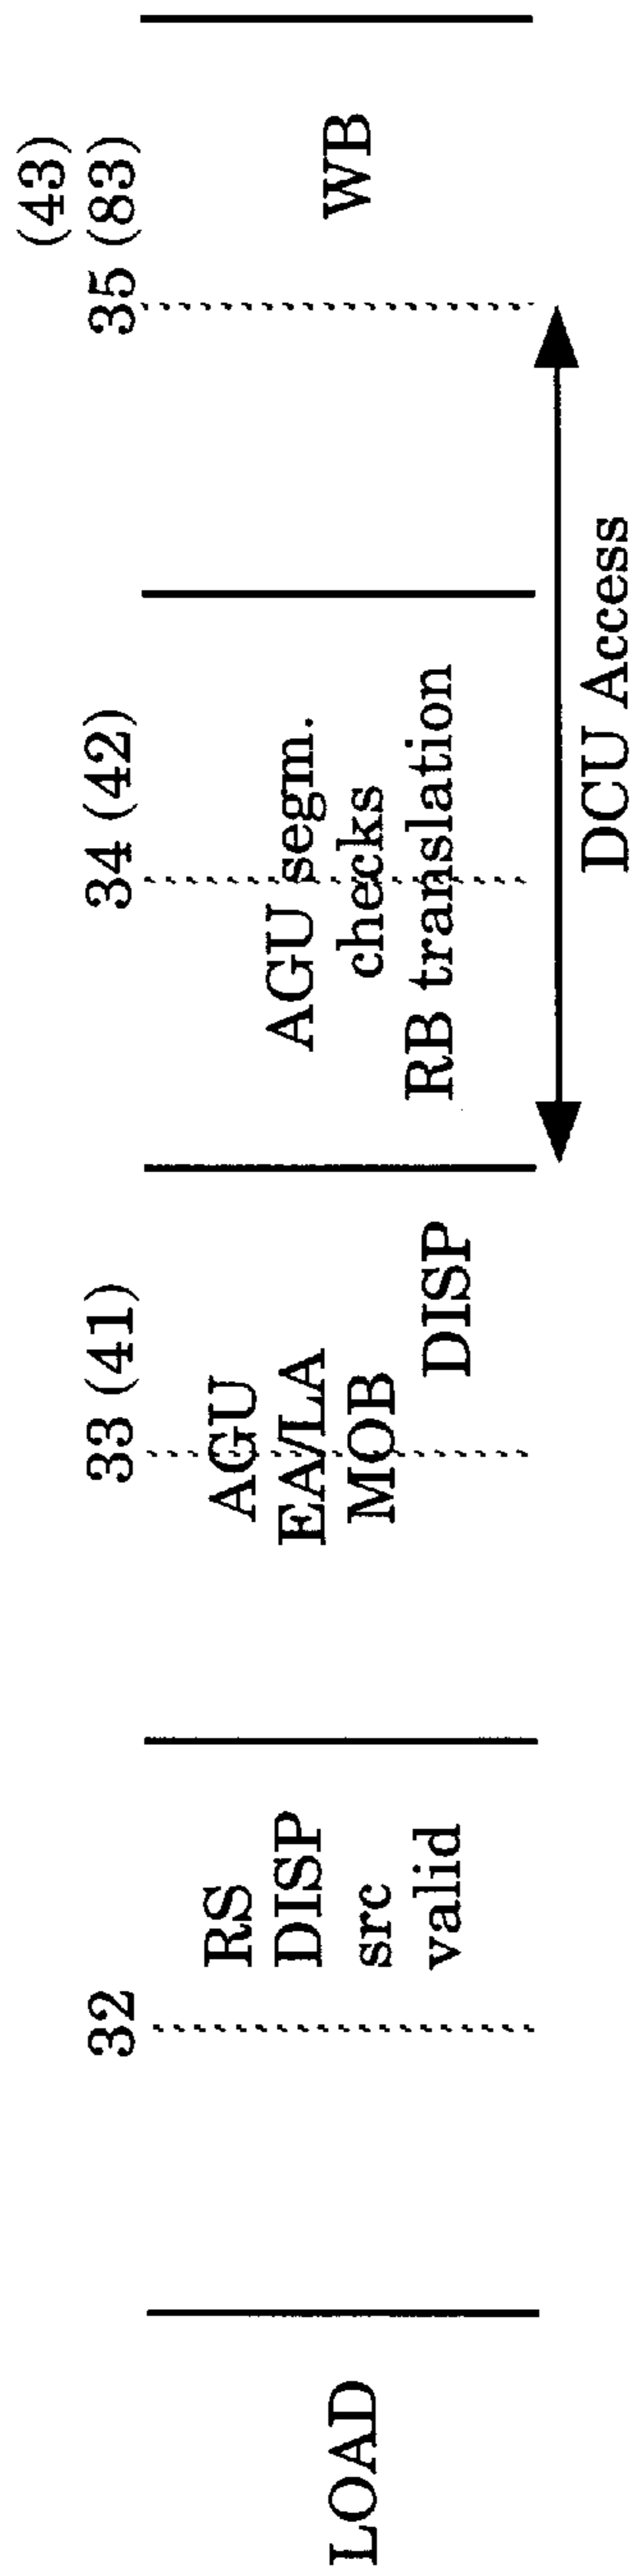 LOAD
32
RS
DISP
src
valid
33 (41)
AGU
EA/LA
MOB
DISP
34 (42)
AGU segm.
checks
RB translation
(43)
35 (83)
WB
DCU Access